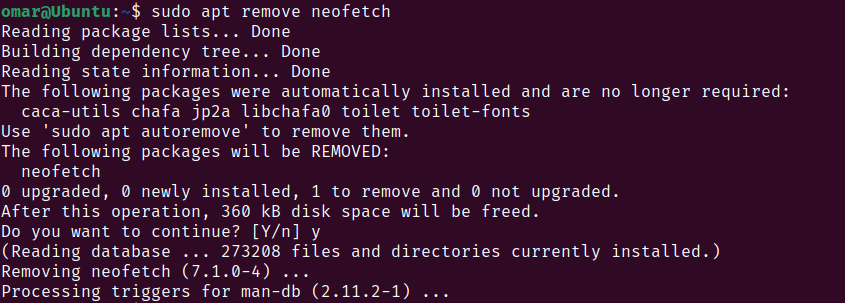 omar@Ubuntu:~$ sudo apt remove neofetch
Reading package lists... Done
Building dependency tree... Done
Reading state information... Done
The following packages were automatically installed and are no longer required:
  caca-utils chafa jp2a libchafa0 toilet toilet-fonts
Use 'sudo apt autoremove' to remove them.
The following packages will be REMOVED:
  neofetch
0 upgraded, 0 newly installed, 1 to remove and 0 not upgraded.
After this operation, 360 kB disk space will be freed.
Do you want to continue? [Y/n] y
(Reading database ... 273208 files and directories currently installed.)
Removing neofetch (7.1.0-4) ...
Processing triggers for man-db (2.11.2-1) ...